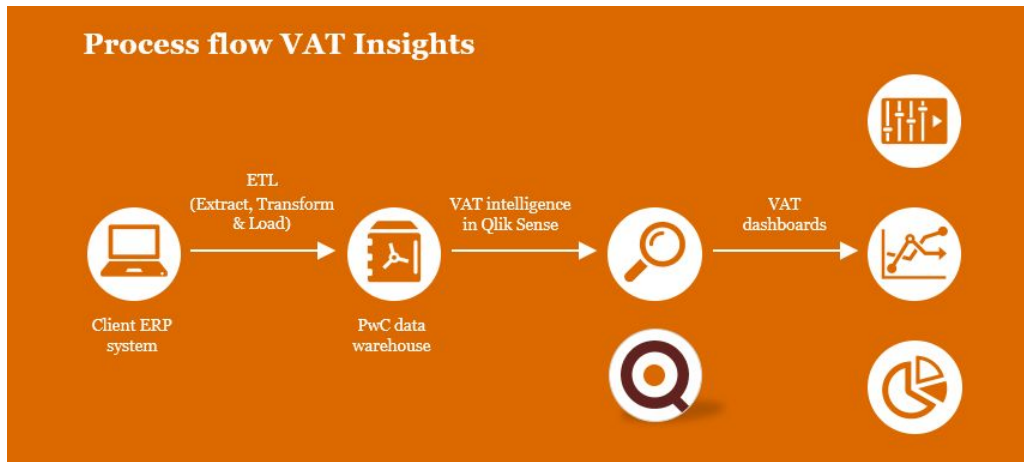 Process flow VAT Insights
ETL
(Extract, Transform
& Load)
VAT intelligence
in Qlik Sense
VAT
dashboards
Client ERP
system
PwC data
warehouse